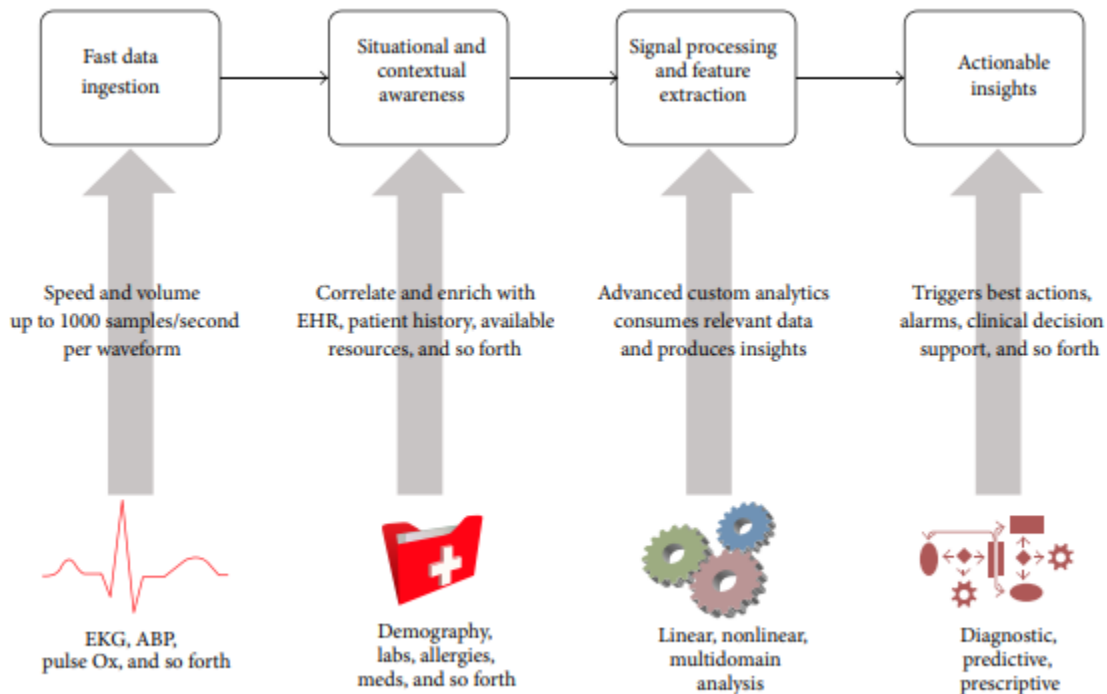 Fast data
ingestion
Situational and
contextual
awareness
Signal processing
and feature
extraction
Actionable
insights
Speed and volume
up to 1000 samples/second
per waveform
Correlate and enrich with
EHR, patient history, available
resources, and so forth
Advanced custom analytics
consumes relevant data
and produces insights
Triggers best actions,
alarms, clinical decision
support, and so forth
EKG, ABP,
pulse Ox, and so forth
Demography,
labs, allergies,
meds, and so forth
Linear, nonlinear,
multidomain
analysis
Diagnostic,
predictive,
prescriptive